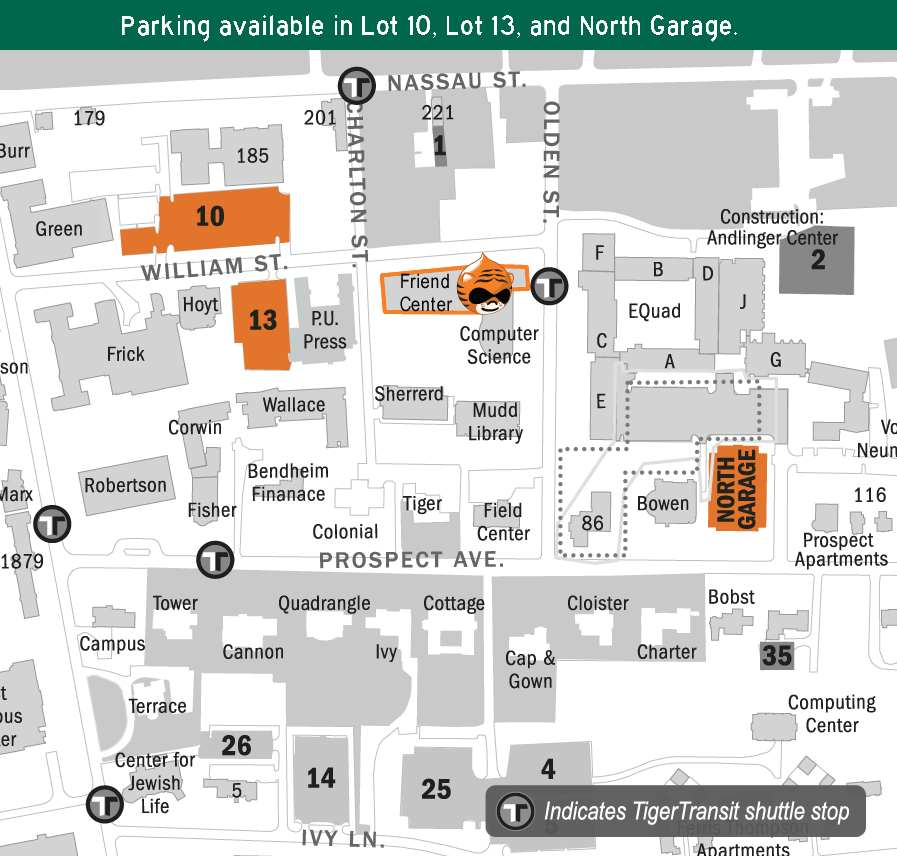 Parking available in Lot 10, Lot 13, and North Garage.
T
NASSAU ST.
179
201
221
1
185
Burr
CHARLTON ST.
OLDEN ST.
10
Green
WILLIAM ST.
Construction:
Andlinger Center
2
F
B
D
J
Friend
Center
T
EQuad
Hoyt
13
P.U.
Press
Computer
Science
C
A
G
Frick
son
E
Sherrerd
Mudd
Library
Wallace
Corwin
Vo
Neun
Bendheim
Finanace
Robertson
Marx
Fisher
T
Tiger
Field
Center
Colonial
86
Bowen
NORTH
GARAGE
116
Prospect
Apartments
1879
T
PROSPECT AVE.
Tower
Quadrangle
Cottage
Cloister
Bobst
Campus
Cannon
Ivy
Cap &
Gown
Charter
35
Terrace
Computing
Center
26
Center for
Jewish
Life
5
14
25
4
T
T Indicates TigerTransit shuttle stop
IVY LN.
Ferris Thompson
Apartments